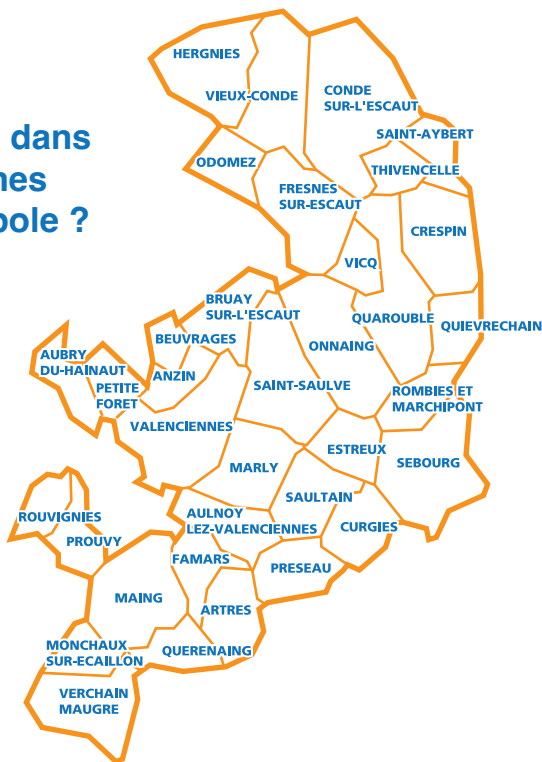 HERGNIES
VIEUX-CONDE
CONDE
SUR-L'ESCAUT
dans
SAINT-AYBERT
ODOMEZ
THIVENCELLE
nes
FRESNES
SUR-ESCAUT
pole ?
CRESPIN
VICQ
BRUAY
SUR-L'ESCAUT
QUAROUBLE
QUIEVRECHAIN
BEUVRAGES
ONNAING
AUBRY
DU-HAINAUT
ANZIN
PETITE
FORET
SAINT-SAULVE
ROMBIES ET
MARCHIPONT
VALENCIENNES
ESTREUX
MARLY
SEBOURG
SAULTAIN
ROUVIGNIES
AULNOY
LEZ-VALENCIENNES
CURGIES
PROUVY
FAMARS
PRESEAU
MAING
ARTRES
MONCHAUX
SUR-ECAILLON
QUERENAING
VERCHAIN
MAUGRE